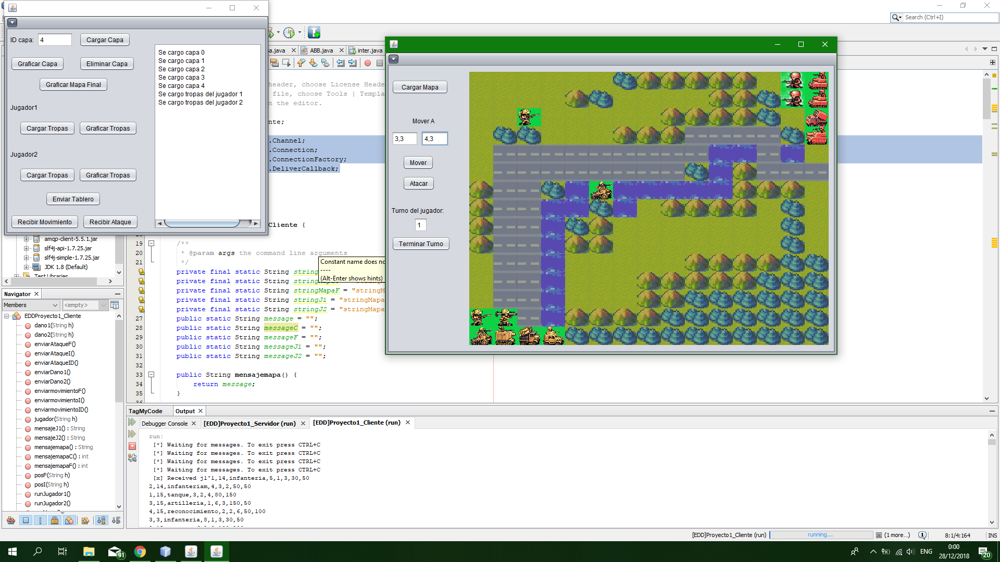 Search (Ctrl+I)
ID capa:
4
Cargar Capa
Graficar Capa
Eliminar Capa
Graficar Mapa Final
Jugador1
Cargar Tropas
Graficar Tropas
Jugador2
Cargar Tropas
Graficar Tropas
Enviar Tablero
Recibir Movimiento
Recibir Ataque
Se cargo capa 0
Se cargo capa 1
Se cargo capa 2
Se cargo capa 3
Se cargo capa 4
Se cargo tropas del jugador 1
Se cargo tropas del jugador 2
sa.java
ABB.java
inter.java
header, choose License Heade
file, choose Tools | Templa
n the editor.
nte;
.Channel;
.Connection;
.ConnectionFactory;
.DeliverCallback;
Cliente {
19 /**
20 * @param args the command line arguments
21 */
private final static String string
private final static String
private final static String stringMapaF = "stringM
private final static String stringJ1 = "stringMapa
private final static String stringJ2 = "stringMapa
27 public static String message = "";
28 public static String messageC = "";
29 public static String messageF = "";
30 public static String messageJ1 = "";
31 public static String messageJ2 = "";
32
33 public String mensajemapa() {
34 return message;
35 }
Constant name does no
----
(Alt-Enter shows hints)
Cargar Mapa
Mover A
3,3
4,3
Mover
Atacar
Turno del jugador:
1
Terminar Turno
amqp-client-5.5.1.jar
slf4j-api-1.7.25.jar
slf4j-simple-1.7.25.jar
JDK 1.8 (Default)
Test Libraries
Navigator
Members
<empty>
EDDProyecto1_Cliente
dano1(String h)
dano2(String h)
enviarAtaqueF()
enviarAtaqueI()
enviarAtaqueID()
enviarDano1()
enviarDano2()
enviarmovimientoF()
enviarmovimientoI()
enviarmovimientoID()
jugador(String h)
mensajeJ1() : String
mensajeJ2() : String
mensajemapa() : String
mensajemapaC() : int
mensajemapaF() : int
posF(String h)
posI(String h)
runJugador1()
runJugador2()
TagMyCode
Output
Debugger Console
[EDD]Proyecto1_Servidor (run)
[EDD]Proyecto1_Cliente (run)
run:
[*] Waiting for messages. To exit press CTRL+C
[*] Waiting for messages. To exit press CTRL+C
[*] Waiting for messages. To exit press CTRL+C
[*] Waiting for messages. To exit press CTRL+C
[x] Received j1'1,14,infanteria,5,1,3,30,50
2,14,infanteriam,4,3,2,50,50
1,15,tanque,3,2,4,80,150
3,15,artilleria,1,6,3,150,50
4,15,reconocimiento,2,2,6,50,100
3,3,infanteria,8,1,3,30,50
[EDD]Proyecto1_Cliente (run)
running...
(1 more...)
1
8:1/4:164
INS
91
ENG
0:00
28/12/2018
20